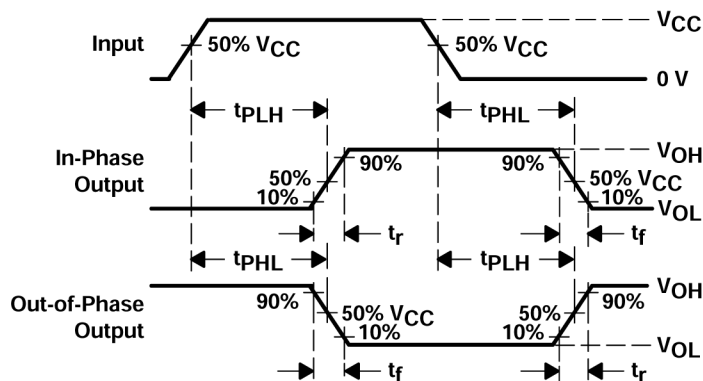 VCC
Input
50% VCC
50% VCC
0 V
tPLH
tPHL
In-Phase
Output
90%
90%
VOH
50%
50% VCC
10%
10%
VOL
tr
tf
tPHL
tPLH
Out-of-Phase
Output
90%
90%
VOH
50% VCC
50%
10%
10%
VOL
tf
tr